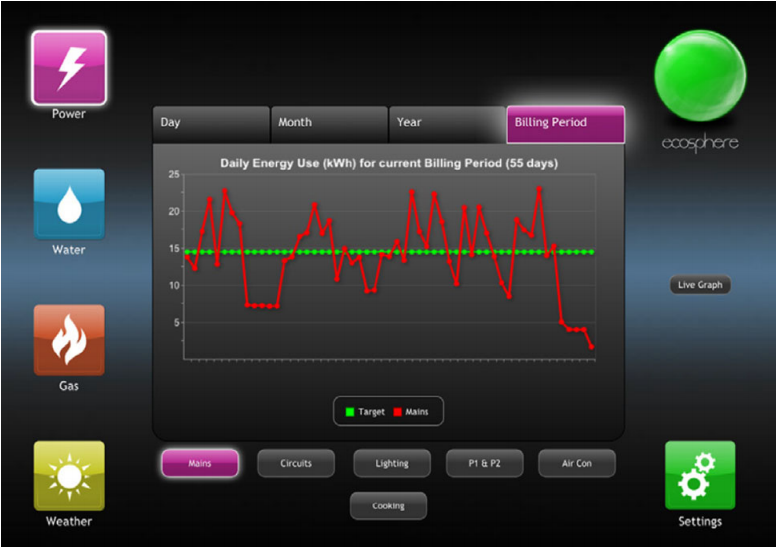 Power
Water
Gas
Weather
Day
Month
Year
Billing Period
Daily Energy Use (kWh) for current Billing Period (55 days)
25
20
15
10
5
Target
Mains
Mains
Circuits
Lighting
P1 & P2
Air Con
Cooking
ecosphere
Live Graph
Settings